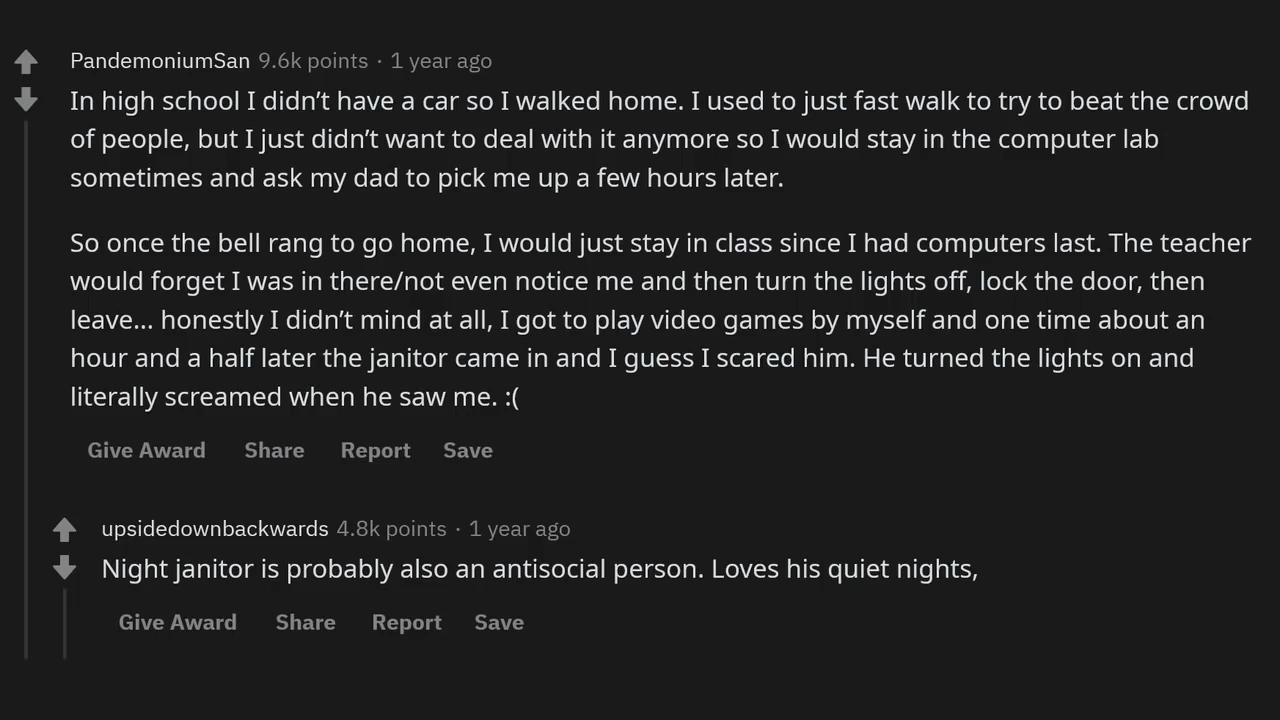 PandemoniumSan 9.6k points · 1 year ago
In high school I didn’t have a car so I walked home. I used to just fast walk to try to beat the crowd
of people, but I just didn’t want to deal with it anymore so I would stay in the computer lab
sometimes and ask my dad to pick me up a few hours later.
So once the bell rang to go home, I would just stay in class since I had computers last. The teacher
would forget I was in there/not even notice me and then turn the lights off, lock the door, then
leave... honestly I didn’t mind at all, I got to play video games by myself and one time about an
hour and a half later the janitor came in and I guess I scared him. He turned the lights on and
literally screamed when he saw me. :(
Give Award Share Report Save
upsidedownbackwards 4.8k points · 1 year ago
Night janitor is probably also an antisocial person. Loves his quiet nights,
Give Award Share Report Save